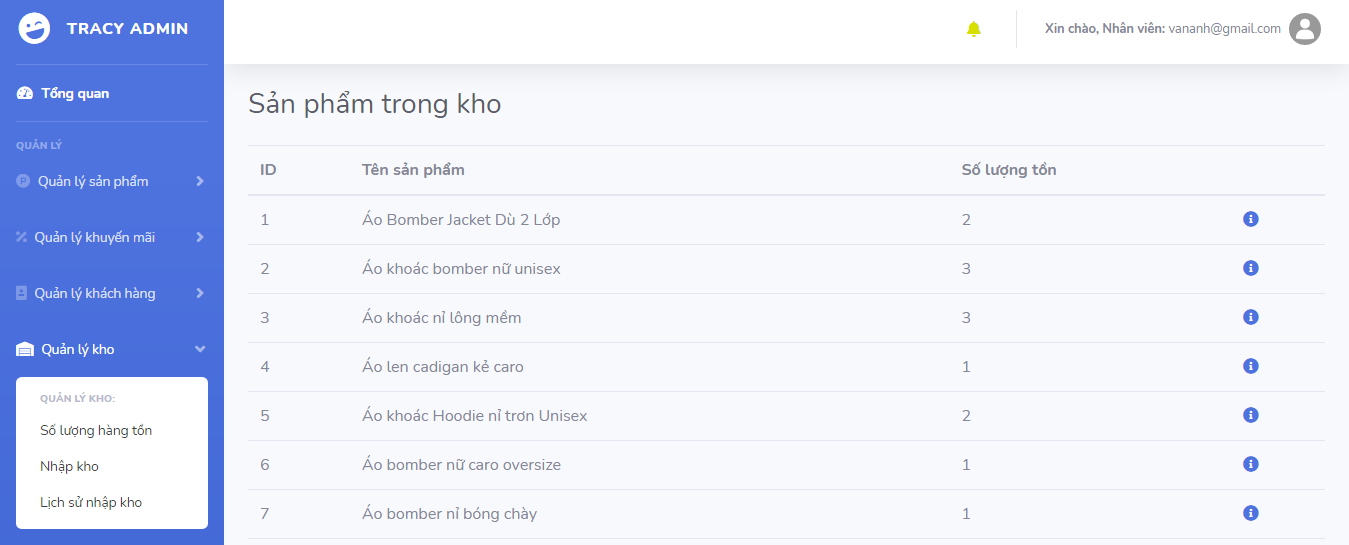 TRACY ADMIN
Xin chào, Nhân viên: vananh@gmail.com
Tổng quan
QUẢN LÝ
Quản lý sản phẩm
Quản lý khuyến mãi
Quản lý khách hàng
Quản lý kho
QUẢN LÝ KHO:
Số lượng hàng tồn
Nhập kho
Lịch sử nhập kho
Sản phẩm trong kho
ID Tên sản phẩm Số lượng tồn
1 Áo Bomber Jacket Dù 2 Lớp 2
2 Áo khoác bomber nữ unisex 3
3 Áo khoác nỉ lông mềm 3
4 Áo len cadigan kẻ caro 1
5 Áo khoác Hoodie nỉ trơn Unisex 2
6 Áo bomber nữ caro oversize 1
7 Áo bomber nỉ bóng chày 1